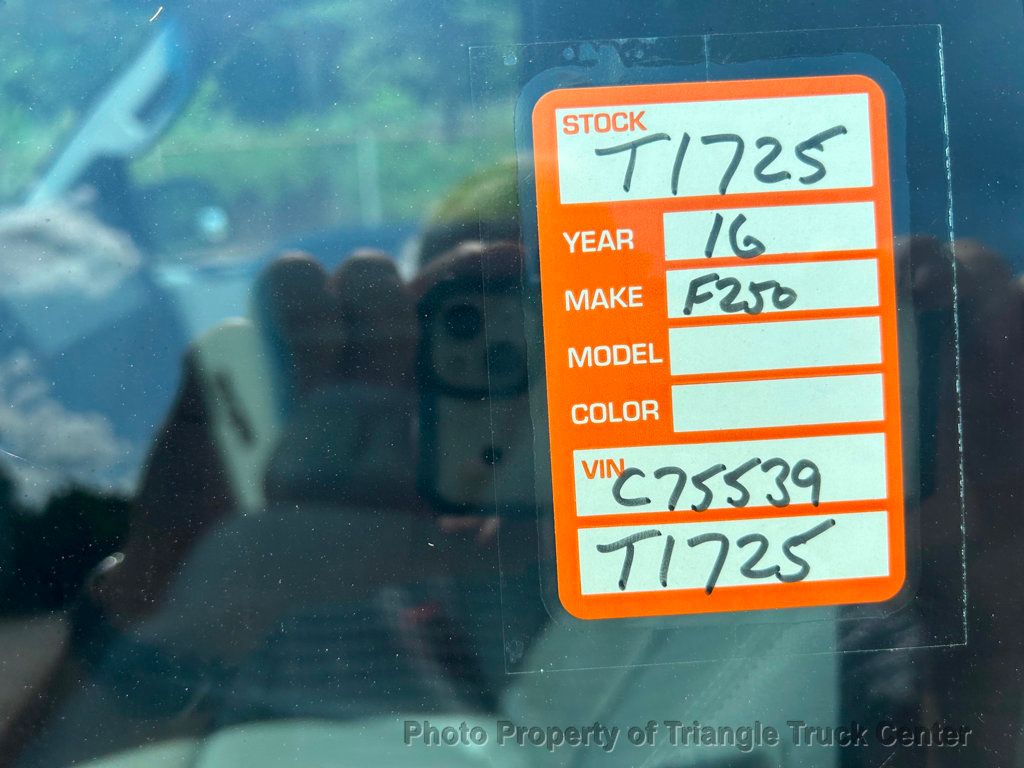 STOCK
T1725
YEAR 16
MAKE F250
MODEL
COLOR
VIN C75539
T1725
Photo Property of Triangle Truck Center